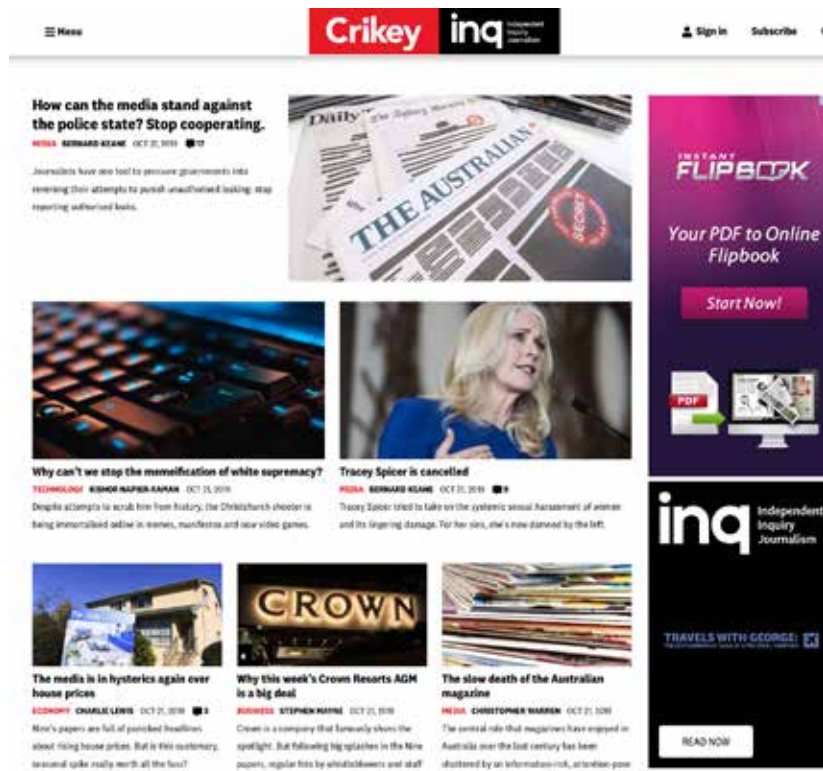 Menu
Crikey
inq
Independent
Inquiry
Journalism
Sign in
Subscribe
How can the media stand against
the police state? Stop cooperating.
MEDIA BERNARD KEANE OCT 21, 2019 17
Journalists have one tool to pressure governments into
reversing their attempts to punish unauthorised leaking: stop
reporting authorised leaks.
Daily
The Sydney Morning
THE AUSTRALIAN
SECRET
INSTANT
FLIPBOOK
Your PDF to Online
Flipbook
Start Now!
PDF
Why can't we stop the memeification of white supremacy?
TECHNOLOGY KISHOR NAPIER-RAMAN OCT 21, 2019
Despite attempts to scrub him from history, the Christchurch shooter is
being immortalised online in memes, manifestos and now video games.
Tracey Spicer is cancelled
MEDIA BERNARD KEANE OCT 21, 2019 9
Tracey Spicer tried to take on the systemic sexual harassment of women
and its lingering damage. For her sins, she's now damned by the left.
inq
Independent
Inquiry
Journalism
TRAVELS WITH GEORGE:
READ NOW
CROWN
The media is in hysterics again over
house prices
ECONOMY CHARLIE LEWIS OCT 21, 2019 3
Nine's papers are full of panicked headlines
about rising house prices. But is this customary,
seasonal spike really worth all the fuss?
Why this week's Crown Resorts AGM
is a big deal
BUSINESS STEPHEN MAYNE OCT 21, 2019
Crown is a company that famously shuns the
spotlight. But following big splashes in the Nine
papers, regular hits by whistleblowers and staff
The slow death of the Australian
magazine
MEDIA CHRISTOPHER WARREN OCT 21, 2019
The central role that magazines have enjoyed in
Australia over the last century has been
shattered by an information-rich, attention-poor